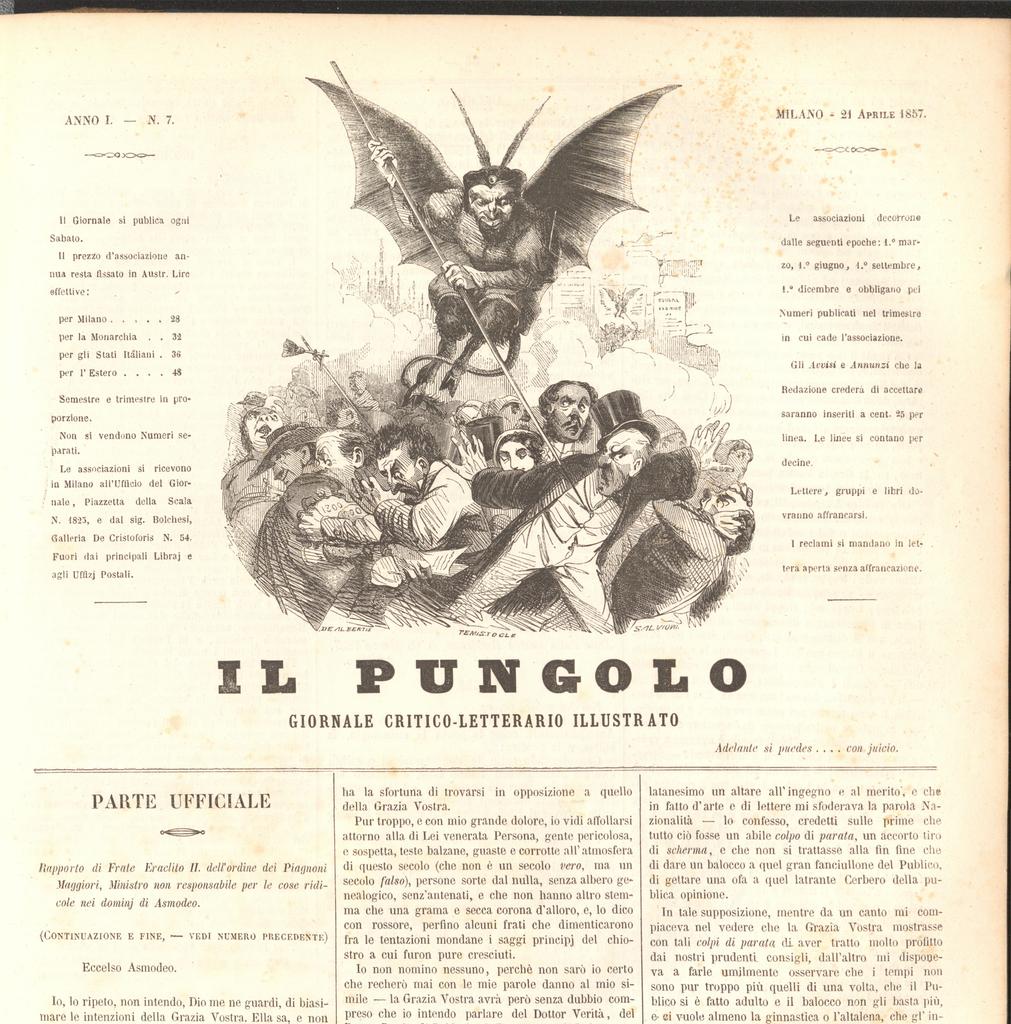 ANNO I. — N. 7.
MILANO - 21 APRILE 1857.
Il Giornale si publica ogni
Sabato.
Il prezzo d'associazione an-
nua resta fissato in Austr. Lire
effettive:
per Milano . . . . . 28
per la Monarchia . . 32
per gli Stati Italiani . 36
per l'Estero . . . . 48
Semestre e trimestre in pro-
porzione.
Non si vendono Numeri se-
parati.
Le associazioni si ricevono
in Milano all'Ufficio del Gior-
nale, Piazzetta della Scala
N. 1825, e dal sig. Bolchesi,
Galleria De Cristoforis N. 54.
Fuori dai principali Libraj e
agli Uffizj Postali.
Le associazioni decorrono
dalle seguenti epoche: 1.º mar-
zo, 1.º giugno, 1.º settembre,
1.º dicembre e obbligano pei
Numeri publicati nel trimestre
in cui cade l'associazione.
Gli Avvisi e Annunzi che la
Redazione crederà di accettare
saranno inseriti a cent. 25 per
linea. Le linee si contano per
decine.
Lettere, gruppi e libri do-
vranno affrancarsi.
I reclami si mandano in let-
tera aperta senza affrancazione.
DE ALBERTIS
TEMISTOCLE
SALVIONI.
IL PUNGOLO
GIORNALE CRITICO-LETTERARIO ILLUSTRATO
Adelante si puedes . . . . con juicio.
PARTE UFFICIALE
Rapporto di Frate Eraclito II. dell'ordine dei Piagnoni
Maggiori, Ministro non responsabile per le cose ridi-
cole nei dominj di Asmodeo.
(CONTINUAZIONE E FINE, — VEDI NUMERO PRECEDENTE)
Eccelso Asmodeo.
Io, lo ripeto, non intendo, Dio me ne guardi, di biasi-
mare le intenzioni della Grazia Vostra. Ella sa, e non
ha la sfortuna di trovarsi in opposizione a quello
della Grazia Vostra.
Pur troppo, e con mio grande dolore, io vidi affollarsi
attorno alla di Lei venerata Persona, gente pericolosa,
e sospetta, teste balzane, guaste e corrotte all'atmosfera
di questo secolo (che non è un secolo vero, ma un
secolo falso), persone sorte dal nulla, senza albero ge-
nealogico, senz'antenati, e che non hanno altro stem-
ma che una grama e secca corona d'alloro, e, lo dico
con rossore, perfino alcuni frati che dimenticarono
fra le tentazioni mondane i saggi principj del chio-
stro a cui furon pure cresciuti.
Io non nomino nessuno, perchè non sarò io certo
che recherò mai con le mie parole danno al mio si-
mile — la Grazia Vostra avrà però senza dubbio com-
preso che io intendo parlare del Dottor Verità, del
latanesimo un altare all'ingegno e al merito, e che
in fatto d'arte e di lettere mi sfoderava la parola Na-
zionalità — lo confesso, credetti sulle prime che
tutto ciò fosse un abile colpo di parata, un accorto tiro
di scherma, e che non si trattasse alla fin fine che
di dare un balocco a quel gran fanciullone del Publico,
di gettare una ofa a quel latrante Cerbero della pu-
blica opinione.
In tale supposizione, mentre da un canto mi com-
piaceva nel vedere che la Grazia Vostra mostrasse
con tali colpi di parata di aver tratto molto profitto
dai nostri prudenti consigli, dall'altro mi dispone-
va a farle umilmente osservare che i tempi non
sono pur troppo più quelli di una volta, che il Pu-
blico si è fatto adulto e il balocco non gli basta più,
e ci vuole almeno la ginnastica o l'altalena, che gl'in-